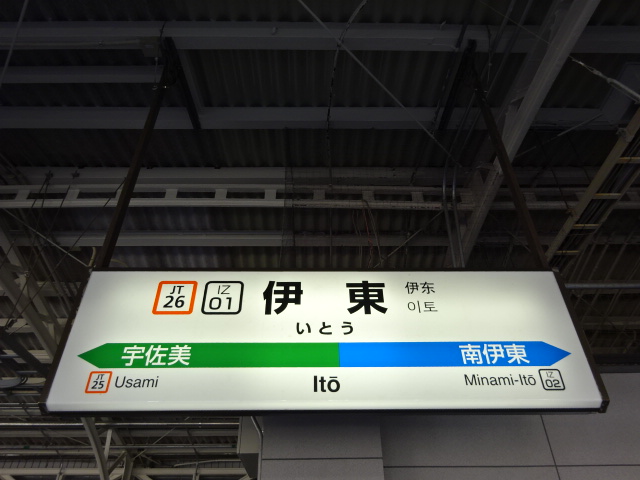 JT 26 IZ 01 伊東 伊东
이토
いとう
宇佐美 南伊東
JT 25 Usami Itō Minami-Itō IZ 02